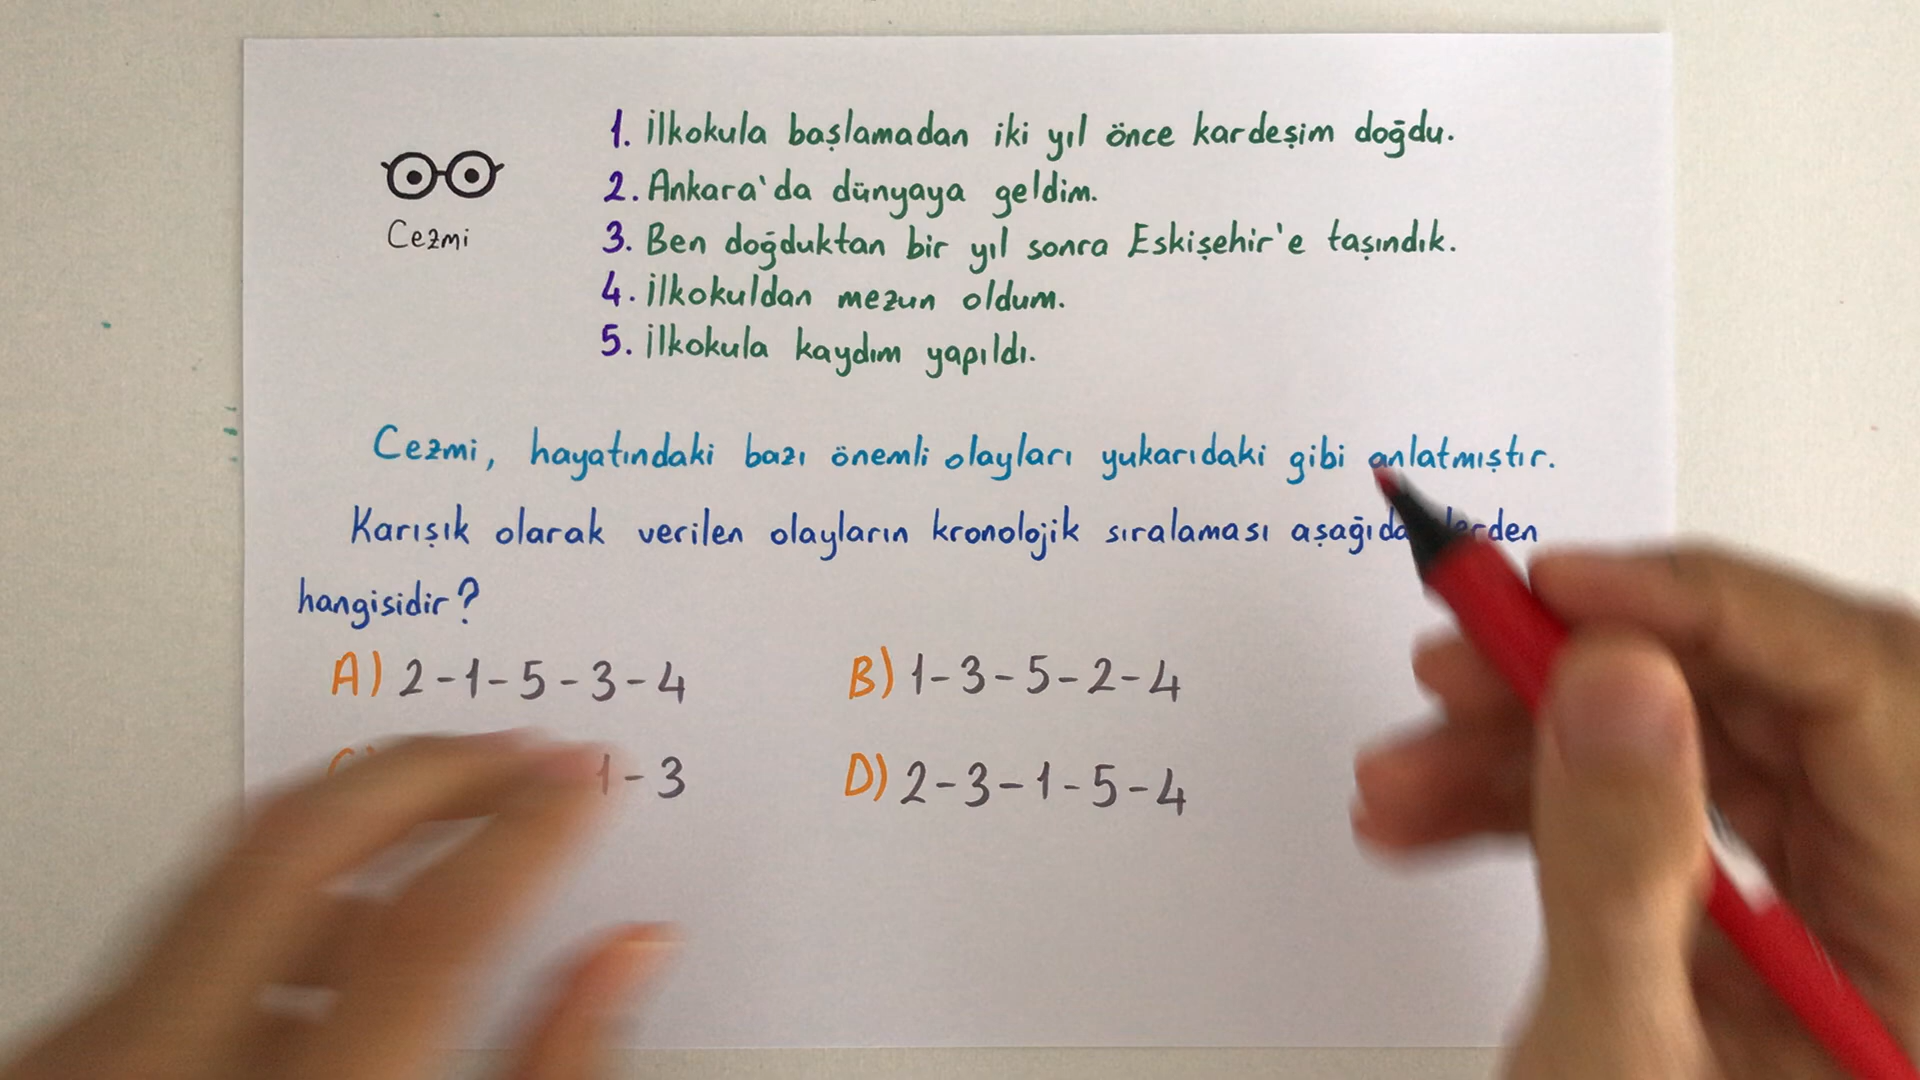 1. İlkokula başlamadan iki yıl önce kardeşim doğdu.
2. Ankara'da dünyaya geldim.
3. Ben doğduktan bir yıl sonra Eskişehir'e taşındık.
4. İlkokuldan mezun oldum.
5. İlkokula kaydım yapıldı.
Cezmi
Cezmi, hayatındaki bazı önemli olayları yukarıdaki gibi anlatmıştır.
Karışık olarak verilen olayların kronolojik sıralaması
hangisidir?
A) 2-1-5-3-4
B) 1-3-5-2-4
1-3
D) 2-3-1-5-4